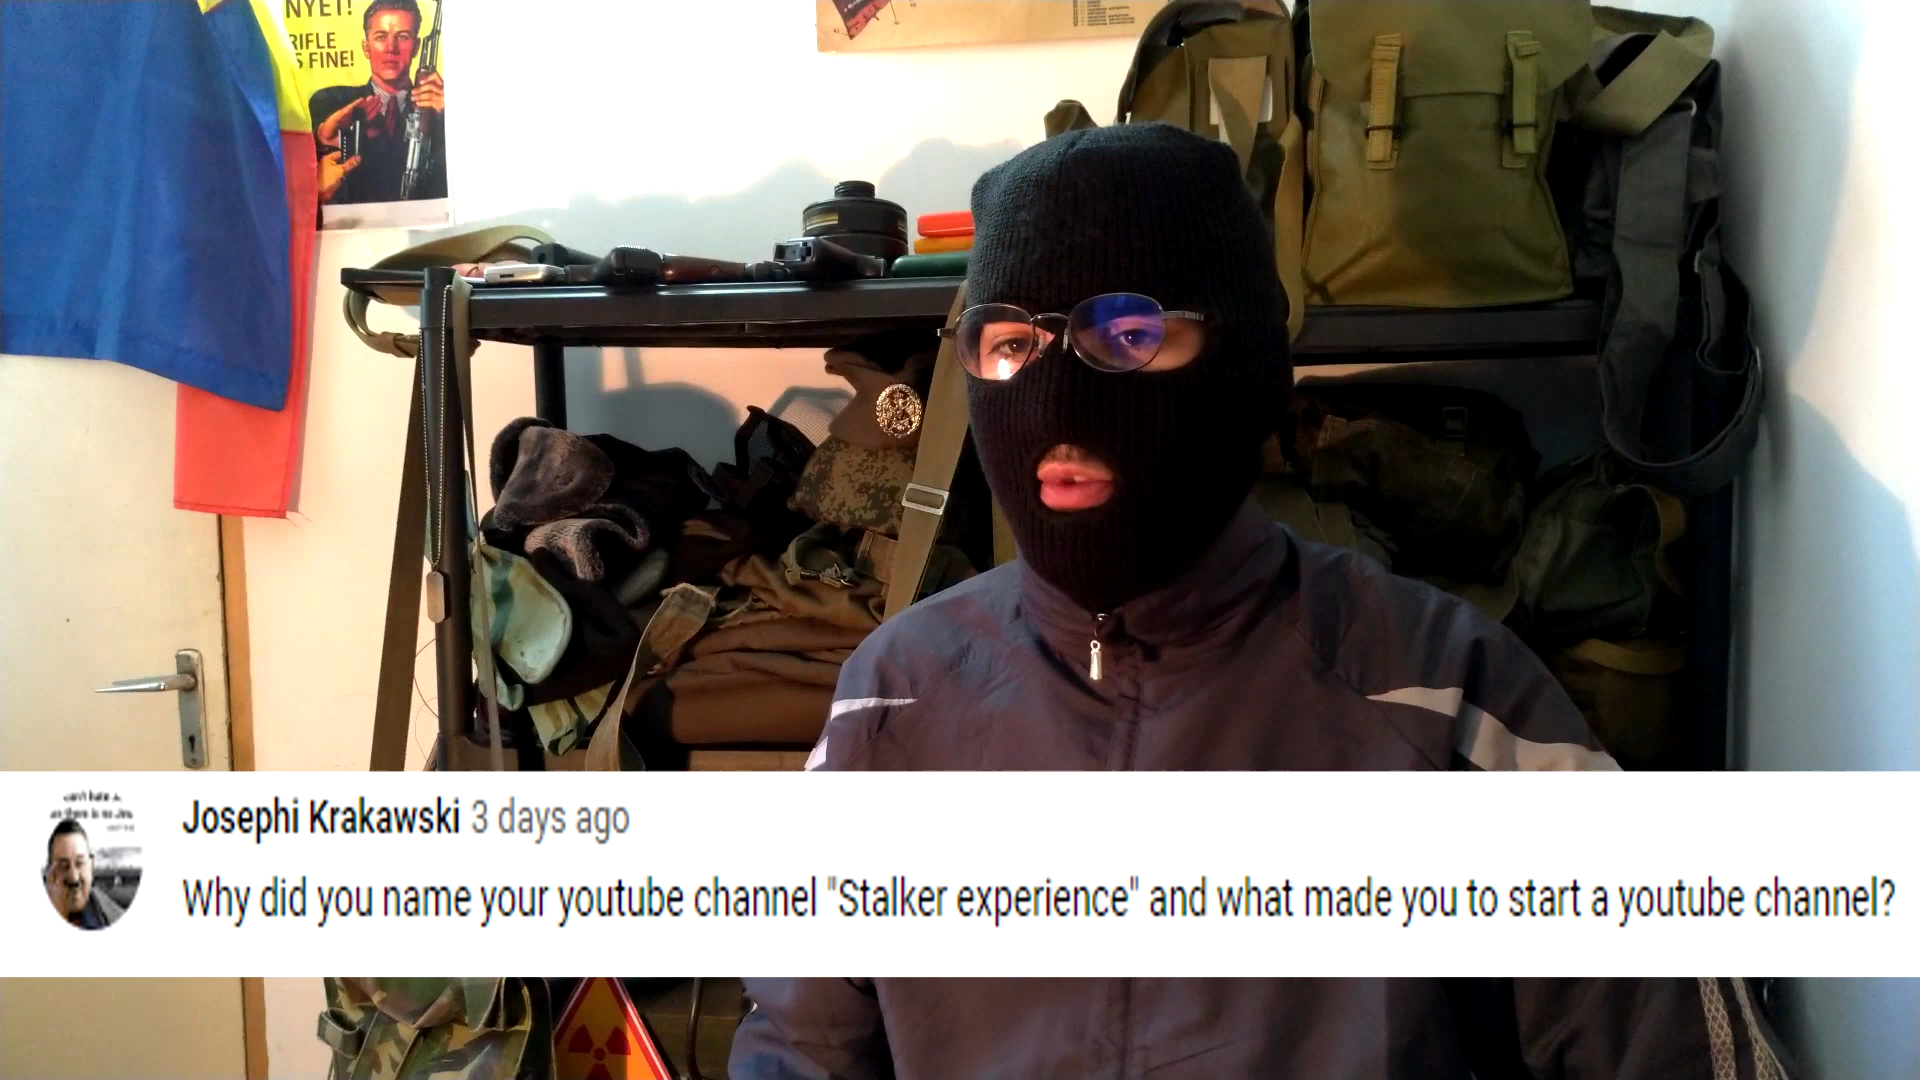 NYET!
RIFLE
S FINE!
Josephi Krakawski 3 days ago
Why did you name your youtube channel "Stalker experience" and what made you to start a youtube channel?